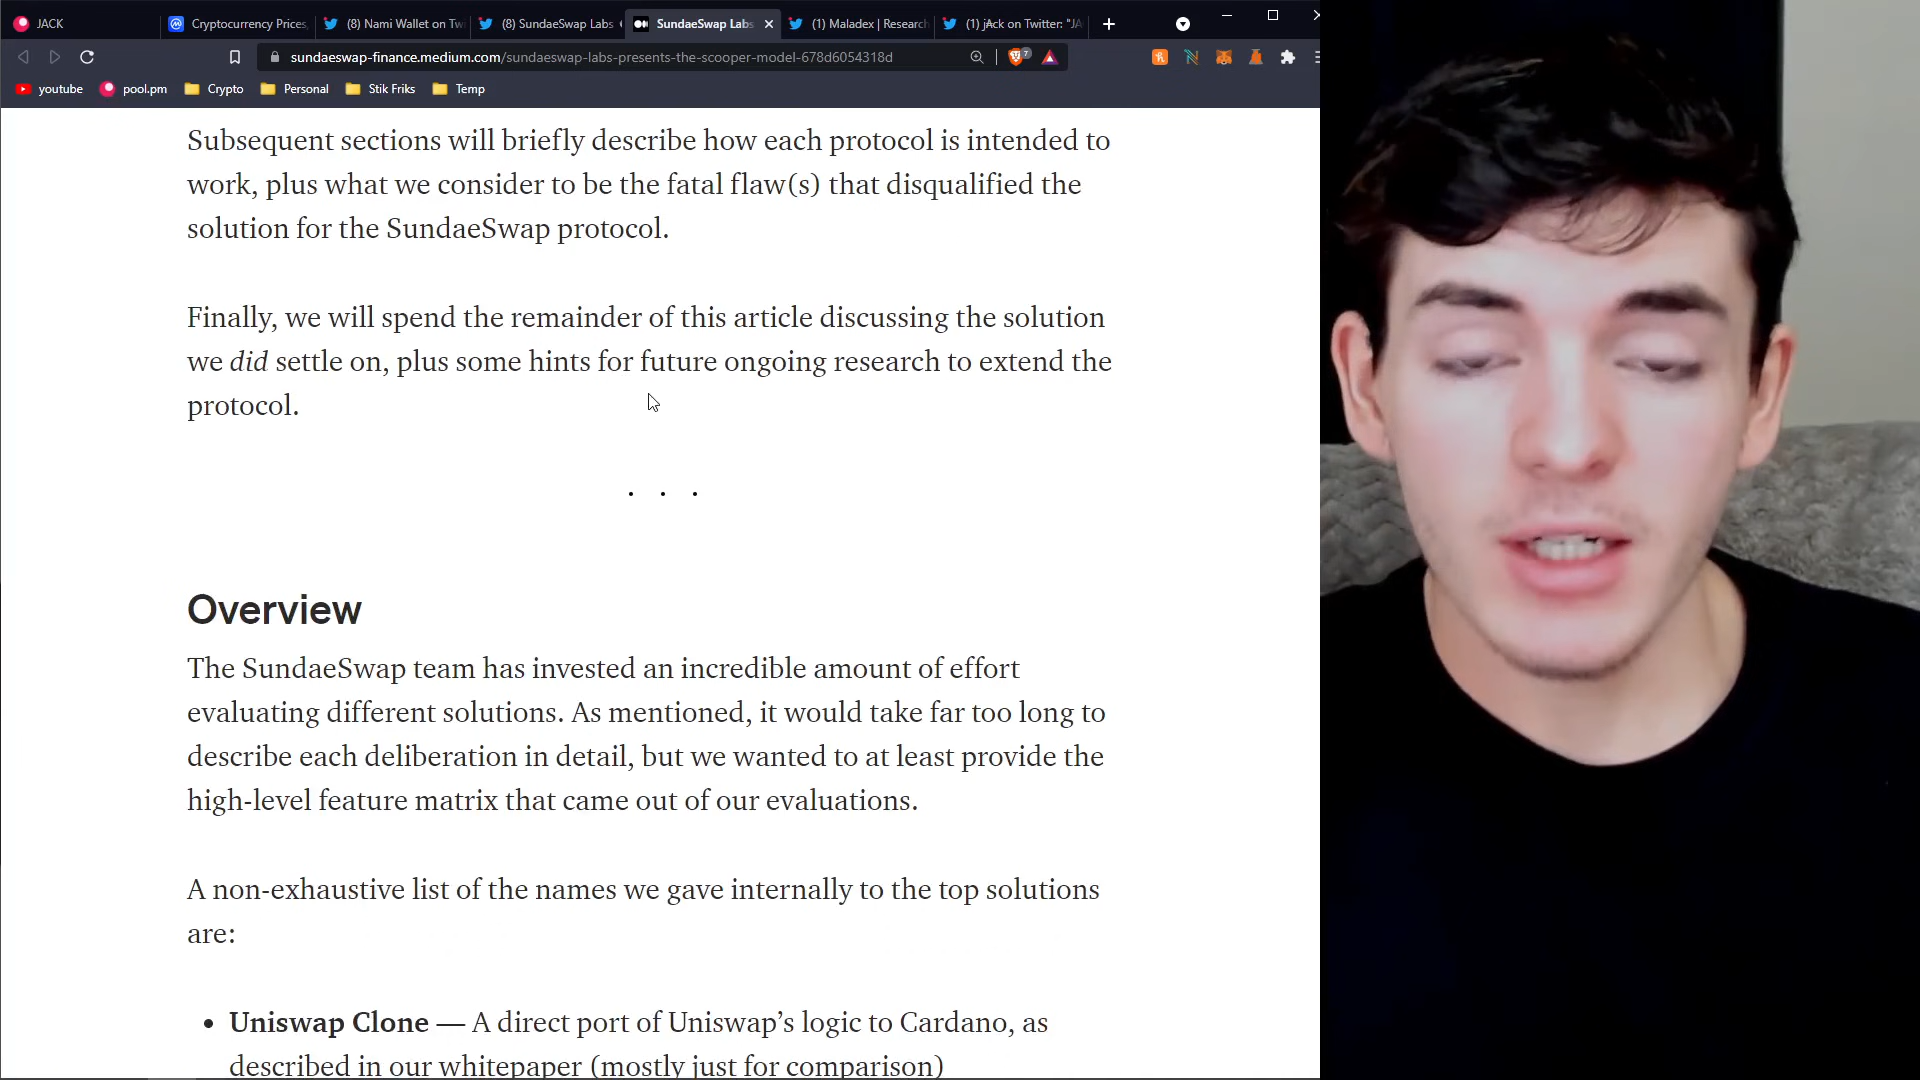 JACK
Cryptocurrency Prices,
(8) Nami Wallet on Tw
(8) SundaeSwap Labs
SundaeSwap Labs
(1) Maladex | Research
(1) jA̶ck on Twitter: "JA
sundaeswap-finance.medium.com/sundaeswap-labs-presents-the-scooper-model-678d6054318d
7
youtube
pool.pm
Crypto
Personal
Stik Friks
Temp
Subsequent sections will briefly describe how each protocol is intended to
work, plus what we consider to be the fatal flaw(s) that disqualified the
solution for the SundaeSwap protocol.
Finally, we will spend the remainder of this article discussing the solution
we did settle on, plus some hints for future ongoing research to extend the
protocol.
. . .
Overview
The SundaeSwap team has invested an incredible amount of effort
evaluating different solutions. As mentioned, it would take far too long to
describe each deliberation in detail, but we wanted to at least provide the
high-level feature matrix that came out of our evaluations.
A non-exhaustive list of the names we gave internally to the top solutions
are:
• Uniswap Clone — A direct port of Uniswap's logic to Cardano, as
described in our whitepaper (mostly just for comparison)